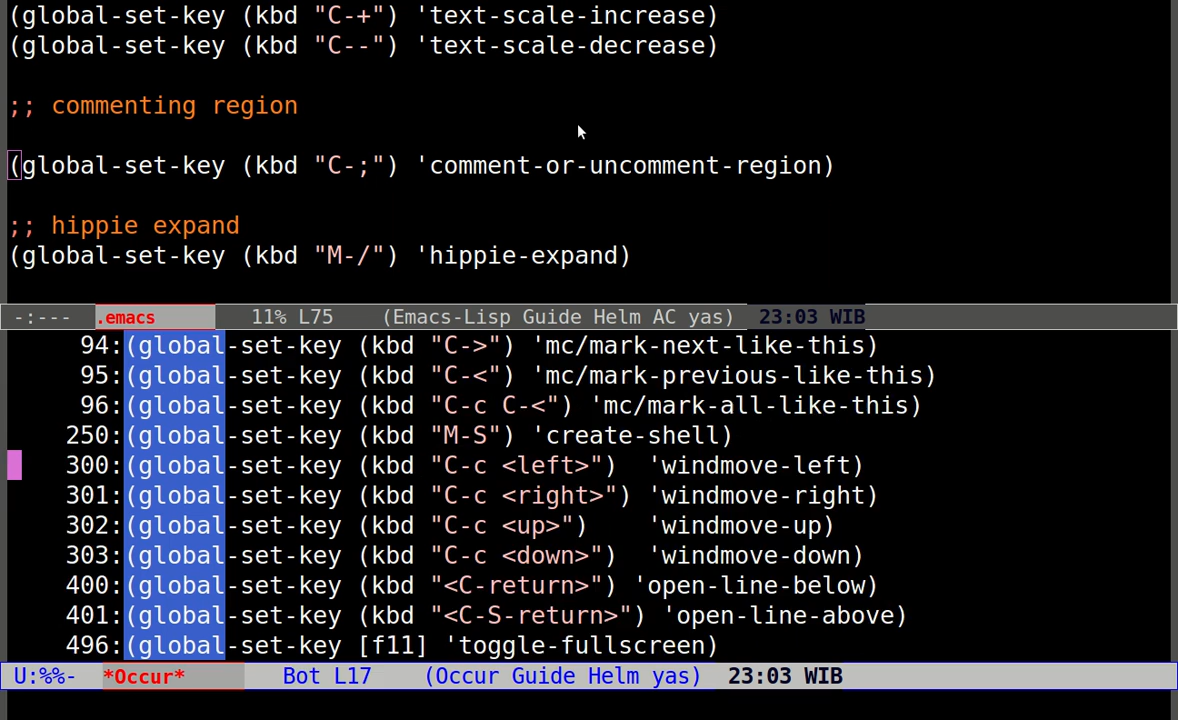 (global-set-key (kbd "C-+") 'text-scale-increase)
(global-set-key (kbd "C--") 'text-scale-decrease)
;; commenting region
(global-set-key (kbd "C-;") 'comment-or-uncomment-region)
;; hippie expand
(global-set-key (kbd "M-/") 'hippie-expand)
-:--- .emacs 11% L75 (Emacs-Lisp Guide Helm AC yas) 23:03 WIB
94:(global-set-key (kbd "C->") 'mc/mark-next-like-this)
95:(global-set-key (kbd "C-<") 'mc/mark-previous-like-this)
96:(global-set-key (kbd "C-c C-<") 'mc/mark-all-like-this)
250:(global-set-key (kbd "M-S") 'create-shell)
300:(global-set-key (kbd "C-c <left>") 'windmove-left)
301:(global-set-key (kbd "C-c <right>") 'windmove-right)
302:(global-set-key (kbd "C-c <up>") 'windmove-up)
303:(global-set-key (kbd "C-c <down>") 'windmove-down)
400:(global-set-key (kbd "<C-return>") 'open-line-below)
401:(global-set-key (kbd "<C-S-return>") 'open-line-above)
496:(global-set-key [f11] 'toggle-fullscreen)
U:%%- *Occur* Bot L17 (Occur Guide Helm yas) 23:03 WIB